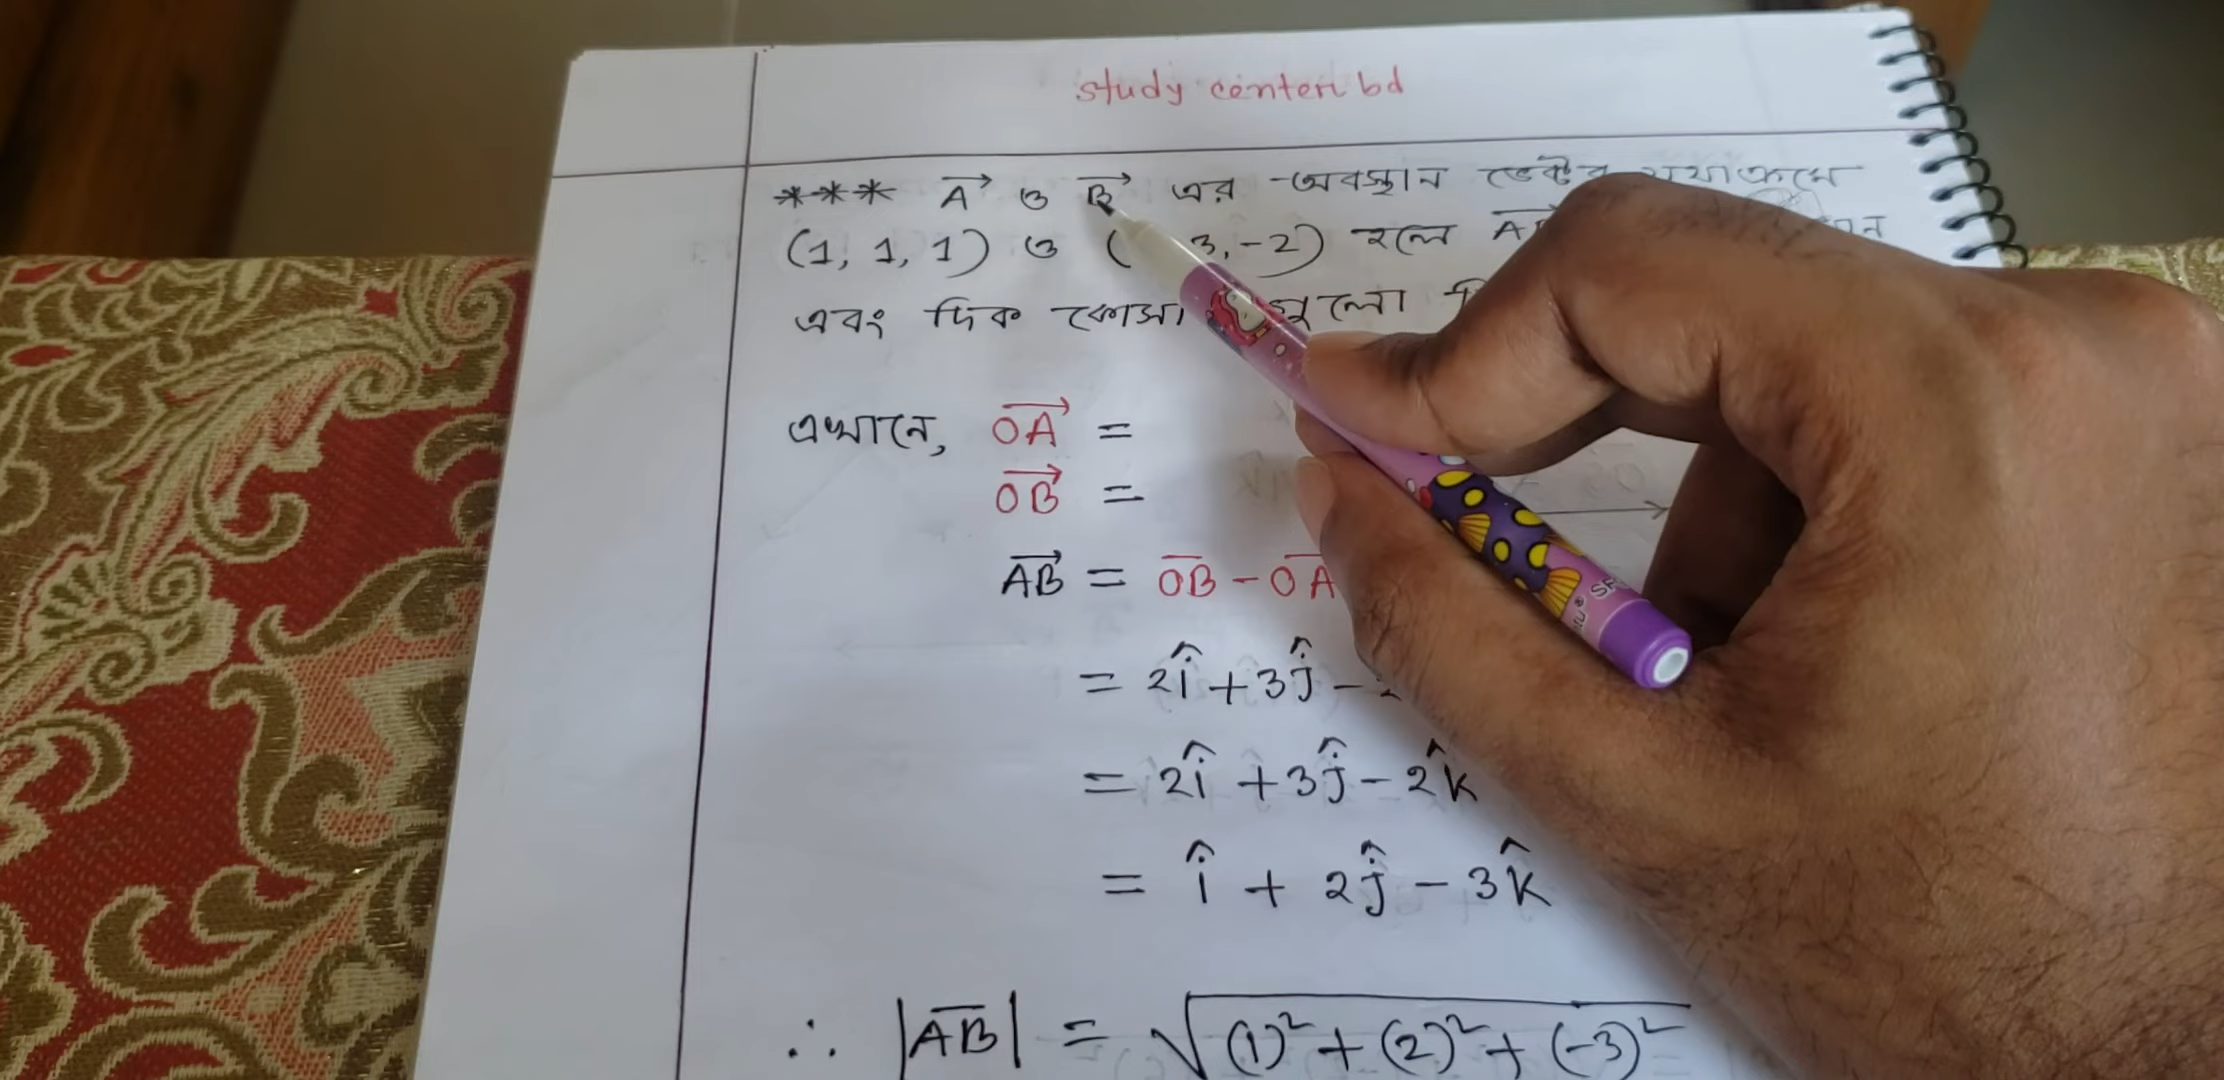 study center bd
*** A→ ও B→ এর অবস্থান ভেক্টর যথাক্রমে
(1, 1, 1) ও ( 3, -2) হলে
এবং দিক গুলো
এখানে, OA→ =
OB→ =
AB→ = OB - OA
= 2î + 3ĵ -
= 2î + 3ĵ - 2k̂
= î + 2ĵ - 3k̂
∴ |AB| = √(1)² + (2)² + (-3)²